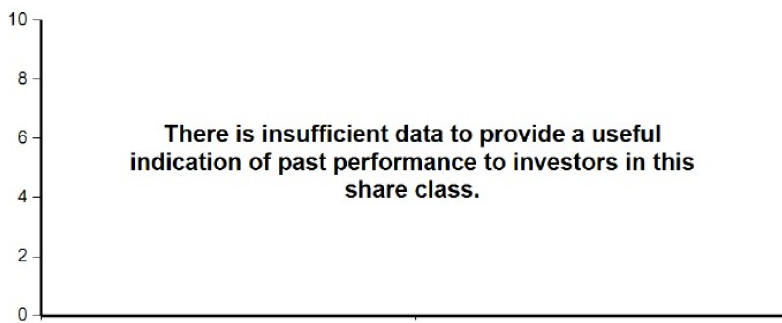 10
8
There is insufficient data to provide a useful
6
indication of past performance to investors in this
share class.
4
2
0